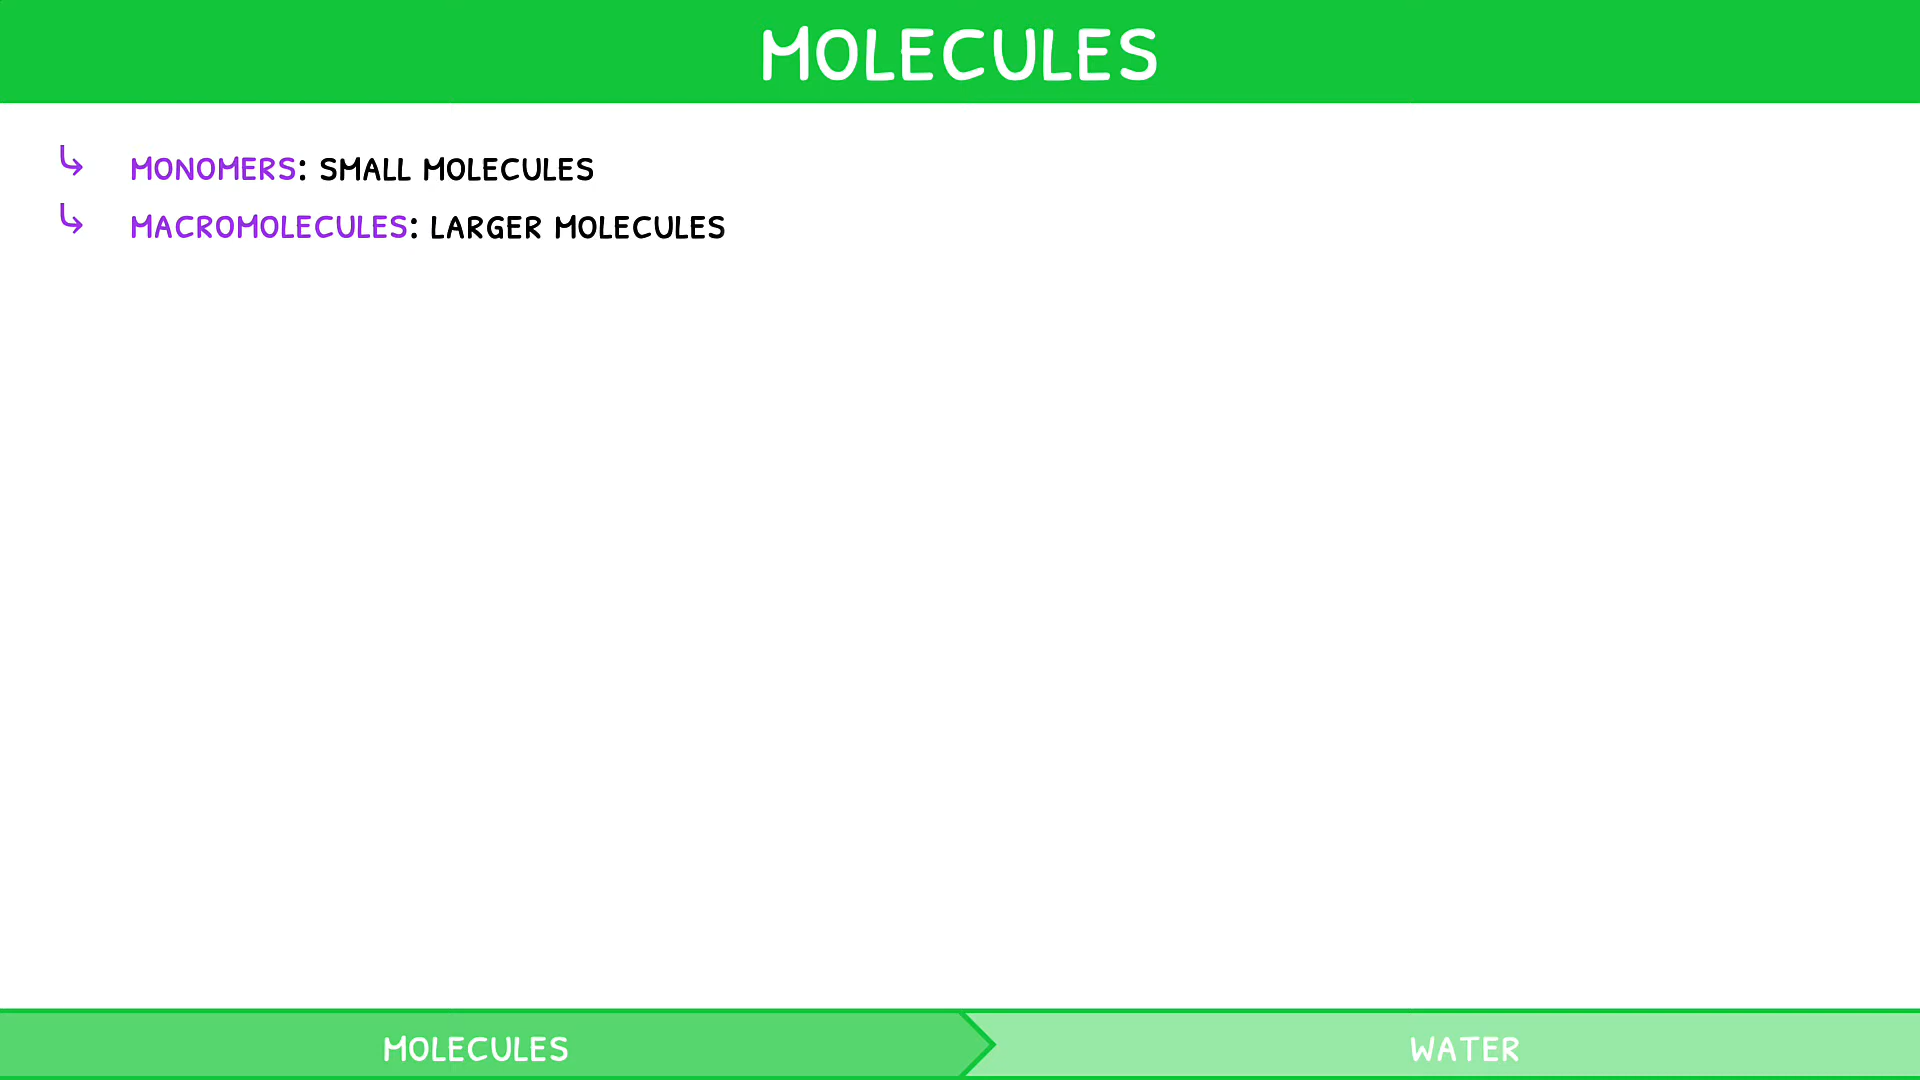 MOLECULES
↳ MONOMERS: SMALL MOLECULES
↳ MACROMOLECULES: LARGER MOLECULES
MOLECULES
WATER